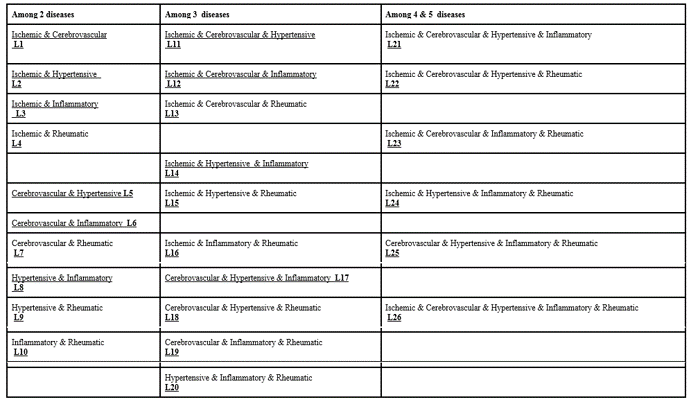 Among 2 diseases
Among 3 diseases
Among 4 & 5 diseases
Ischemic & Cerebrovascular
L1
Ischemic & Cerebrovascular & Hypertensive
L11
Ischemic & Cerebrovascular & Hypertensive & Inflammatory
L21
Ischemic & Hypertensive
L2
Ischemic & Cerebrovascular & Inflammatory
L12
Ischemic & Cerebrovascular & Hypertensive & Rheumatic
L22
Ischemic & Inflammatory
L3
Ischemic & Cerebrovascular & Rheumatic
L13
Ischemic & Rheumatic
L4
Ischemic & Cerebrovascular & Inflammatory & Rheumatic
L23
Ischemic & Hypertensive & Inflammatory
L14
Cerebrovascular & Hypertensive L5
Ischemic & Hypertensive & Rheumatic
L15
Ischemic & Hypertensive & Inflammatory & Rheumatic
L24
Cerebrovascular & Inflammatory L6
Cerebrovascular & Rheumatic
L7
Ischemic & Inflammatory & Rheumatic
L16
Cerebrovascular & Hypertensive & Inflammatory & Rheumatic
L25
Hypertensive & Inflammatory
L8
Cerebrovascular & Hypertensive & Inflammatory L17
Hypertensive & Rheumatic
L9
Cerebrovascular & Hypertensive & Rheumatic
L18
Ischemic & Cerebrovascular & Hypertensive & Inflammatory & Rheumatic
L26
Inflammatory & Rheumatic
L10
Cerebrovascular & Inflammatory & Rheumatic
L19
Hypertensive & Inflammatory & Rheumatic
L20